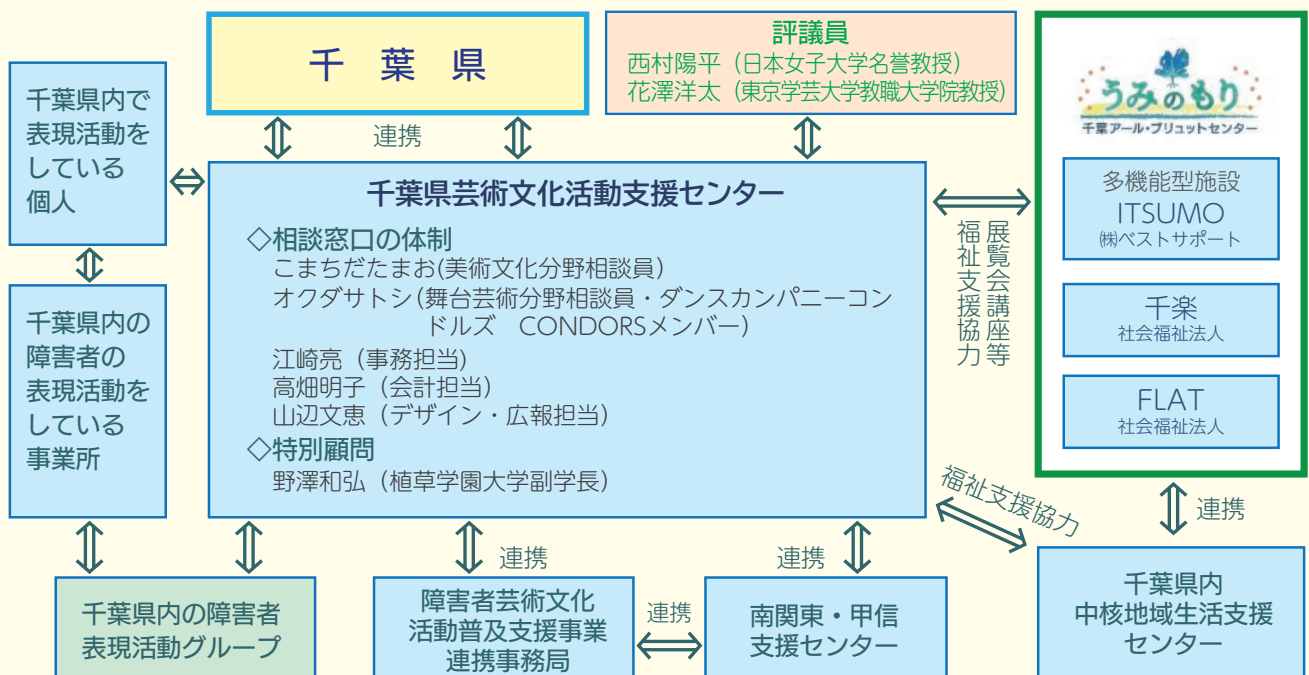 千葉県
連携
評議員
西村陽平(日本女子大学名誉教授)
花澤洋太(東京学芸大学教職大学院教授)
うみのもり
千葉アール・ブリュットセンター
多機能型施設
ITSUMO
㈱ベストサポート
千楽
社会福祉法人
FLAT
社会福祉法人
千葉県内で
表現活動を
している
個人
千葉県内の
障害者の
表現活動を
している
事業所
千葉県芸術文化活動支援センター
◇相談窓口の体制
こまちだたまお(美術文化分野相談員)
オクダサトシ(舞台芸術分野相談員・ダンスカンパニーコン
ドルズ CONDORSメンバー)
江崎亮(事務担当)
高畑明子(会計担当)
山辺文恵(デザイン・広報担当)
◇特別顧問
野澤和弘(植草学園大学副学長)
展覧会講座等
福祉支援協力
福祉支援協力
連携
連携
連携
千葉県内の障害者
表現活動グループ
障害者芸術文化
活動普及支援事業
連携事務局
連携
南関東・甲信
支援センター
千葉県内
中核地域生活支援
センター